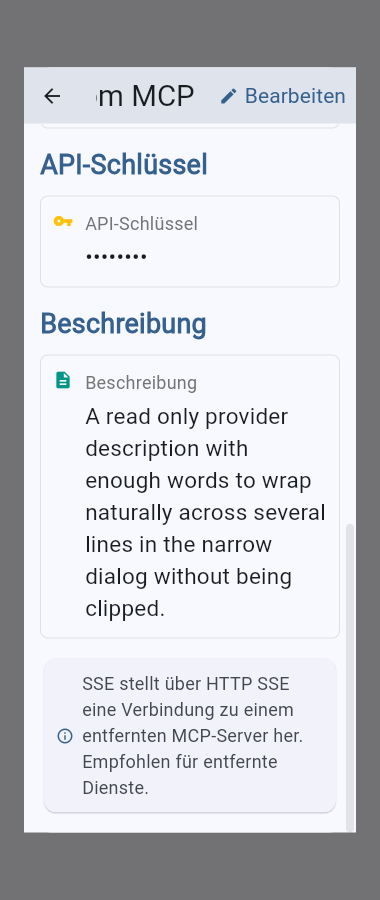 m MCP
Bearbeiten
API-Schlüssel
API-Schlüssel
••••••••
Beschreibung
Beschreibung
A read only provider
description with
enough words to wrap
naturally across several
lines in the narrow
dialog without being
clipped.
SSE stellt über HTTP SSE
eine Verbindung zu einem
entfernten MCP-Server her.
Empfohlen für entfernte
Dienste.